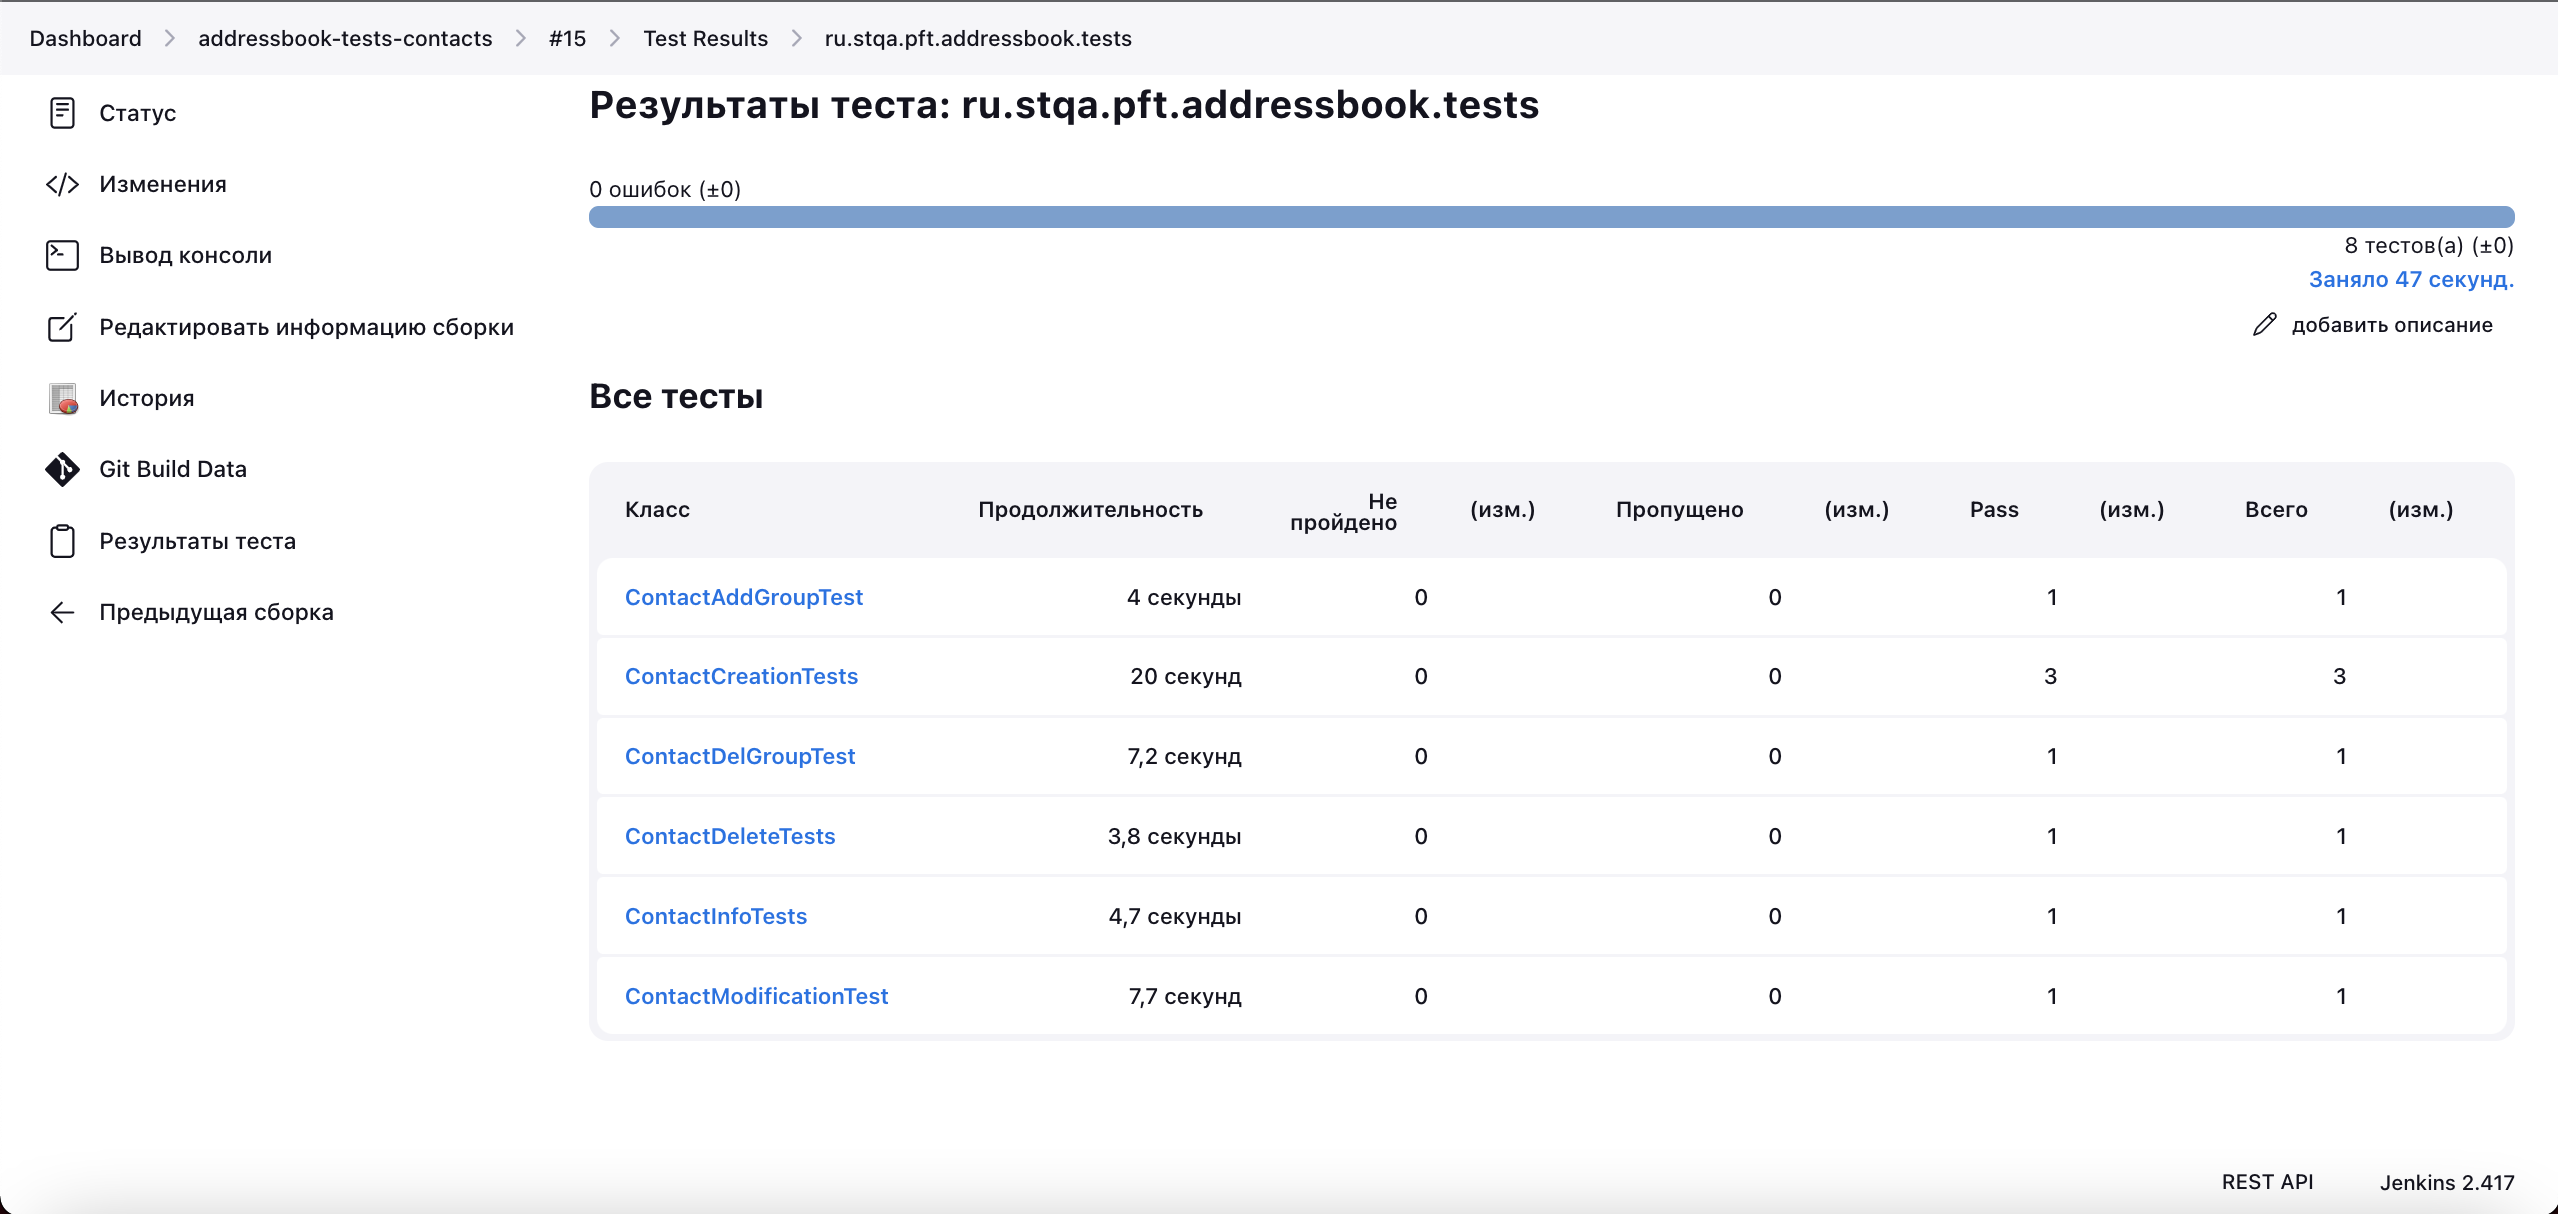 Dashboard > addressbook-tests-contacts > #15 > Test Results > ru.stqa.pft.addressbook.tests
Статус
Изменения
Вывод консоли
Редактировать информацию сборки
История
Git Build Data
Результаты теста
Предыдущая сборка
Результаты теста: ru.stqa.pft.addressbook.tests
0 ошибок (±0)
8 тестов(а) (±0)
Заняло 47 секунд.
добавить описание
Все тесты
Класс Продолжительность Не пройдено (изм.) Пропущено (изм.) Pass (изм.) Всего (изм.)
ContactAddGroupTest 4 секунды 0 0 1 1
ContactCreationTests 20 секунд 0 0 3 3
ContactDelGroupTest 7,2 секунд 0 0 1 1
ContactDeleteTests 3,8 секунды 0 0 1 1
ContactInfoTests 4,7 секунды 0 0 1 1
ContactModificationTest 7,7 секунд 0 0 1 1
REST API Jenkins 2.417